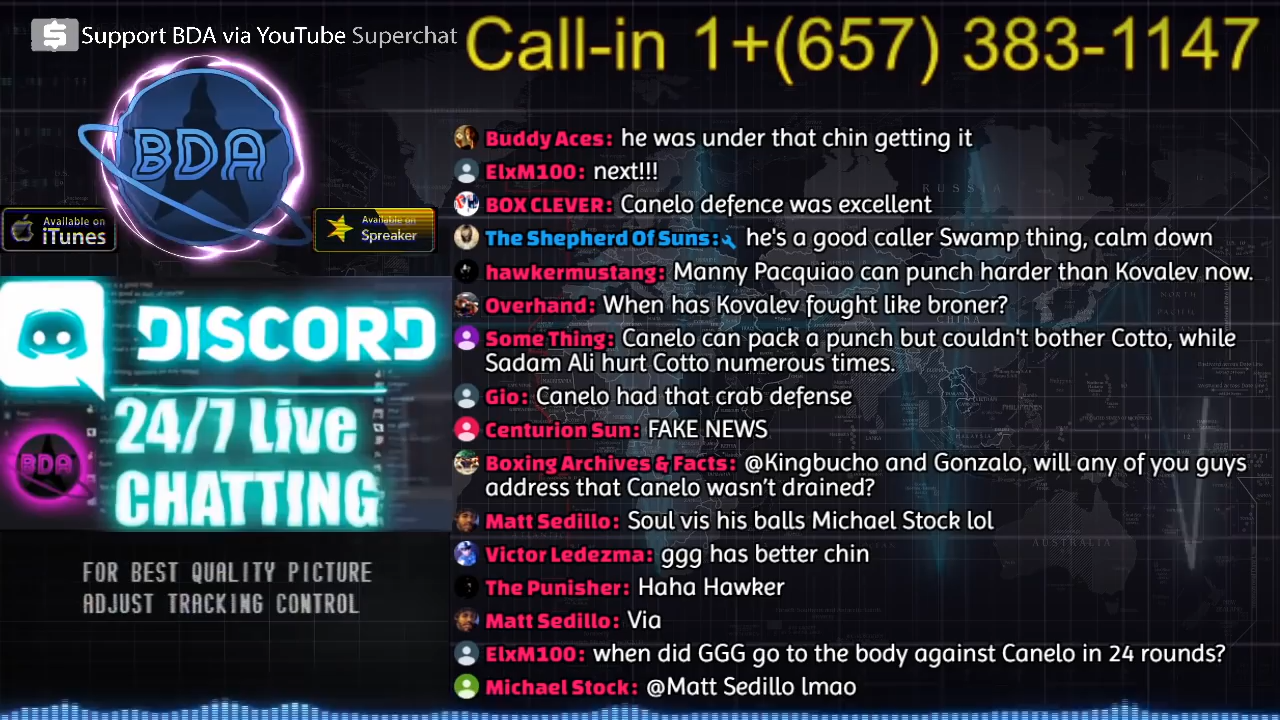 Support BDA via YouTube Superchat
Call-in 1+(657) 383-1147
BDA
Available on
iTunes
Available on
Spreaker
DISCORD
24/7 Live
CHATTING
BDA
FOR BEST QUALITY PICTURE
ADJUST TRACKING CONTROL
Buddy Aces: he was under that chin getting it
ElxM100: next!!!
BOX CLEVER: Canelo defence was excellent
The Shepherd Of Suns: he's a good caller Swamp thing, calm down
hawkermustang: Manny Pacquiao can punch harder than Kovalev now.
Overhand: When has Kovalev fought like broner?
Some Thing: Canelo can pack a punch but couldn't bother Cotto, while
Sadam Ali hurt Cotto numerous times.
Gio: Canelo had that crab defense
Centurion Sun: FAKE NEWS
Boxing Archives & Facts: @Kingbucho and Gonzalo, will any of you guys
address that Canelo wasn't drained?
Matt Sedillo: Soul vis his balls Michael Stock lol
Victor Ledezma: ggg has better chin
The Punisher: Haha Hawker
Matt Sedillo: Via
ElxM100: when did GGG go to the body against Canelo in 24 rounds?
Michael Stock: @Matt Sedillo lmao
RUSSIA
CHINA
AUSTRALIA